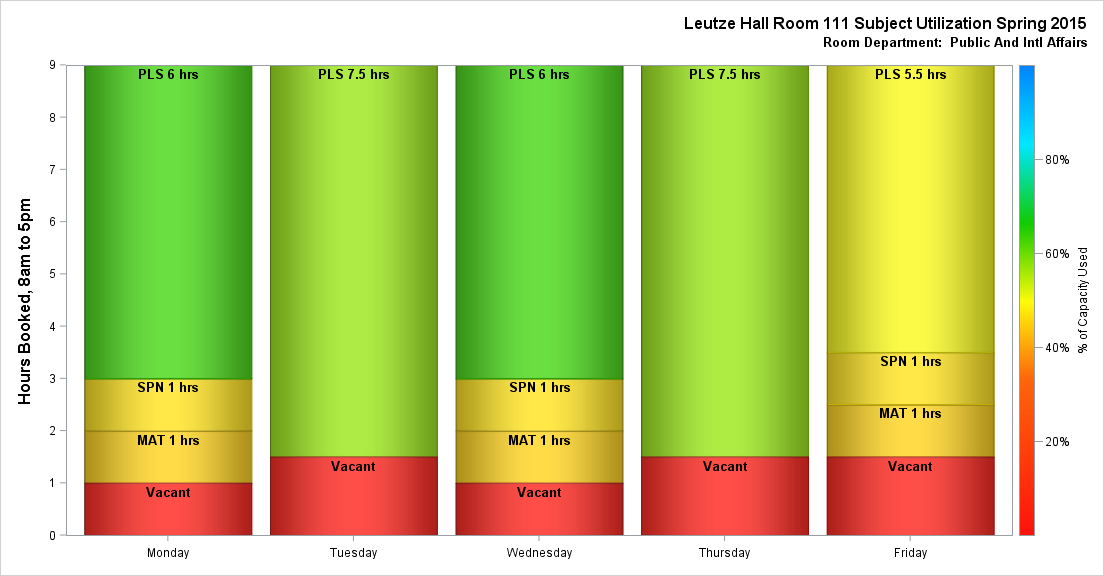 Leutze Hall Room 111 Subject Utilization Spring 2015
Room Department:  Public And Intl Affairs
Hours Booked, 8am to 5pm
9
8
7
6
5
4
3
2
1
0
PLS 6 hrs
SPN 1 hrs
MAT 1 hrs
Vacant
PLS 7.5 hrs
Vacant
PLS 6 hrs
SPN 1 hrs
MAT 1 hrs
Vacant
PLS 7.5 hrs
Vacant
PLS 5.5 hrs
SPN 1 hrs
MAT 1 hrs
Vacant
Monday
Tuesday
Wednesday
Thursday
Friday
80%
60%
40%
20%
% of Capacity Used